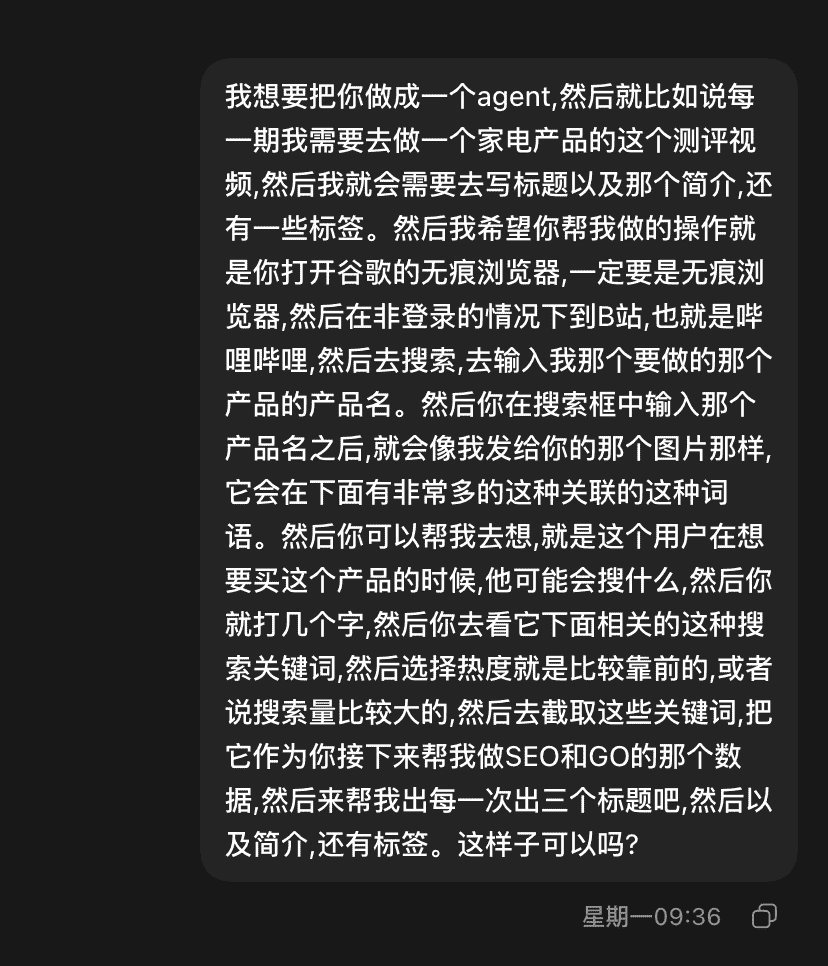 我想要把你做成一个agent,然后就比如说每
一期我需要去做一个家电产品的这个测评视
频,然后我就会需要去写标题以及那个简介,还
有一些标签。然后我希望你帮我做的操作就
是你打开谷歌的无痕浏览器,一定要是无痕浏
览器,然后在非登录的情况下到B站,也就是哔
哩哔哩,然后去搜索,去输入我那个要做的那个
产品的产品名。然后你在搜索框中输入那个
产品名之后,就会像我发给你的那个图片那样,
它会在下面有非常多的这种关联的这种词
语。然后你可以帮我去想,就是这个用户在想
要买这个产品的时候,他可能会搜什么,然后你
就打几个字,然后你去看它下面相关的这种搜
索关键词,然后选择热度就是比较靠前的,或者
说搜索量比较大的,然后去截取这些关键词,把
它作为你接下来帮我做SEO和GO的那个数
据,然后来帮我出每一次出三个标题吧,然后以
及简介,还有标签。这样子可以吗?
星期一09:36